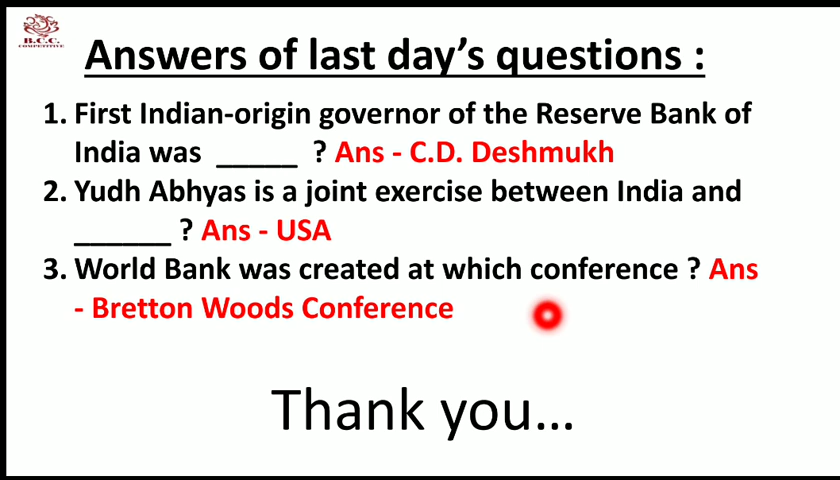 B.C.C.
COMPETITIVE
Answers of last day’s questions :
1. First Indian-origin governor of the Reserve Bank of
India was _____ ? Ans - C.D. Deshmukh
2. Yudh Abhyas is a joint exercise between India and
______ ? Ans - USA
3. World Bank was created at which conference ? Ans
- Bretton Woods Conference
Thank you...